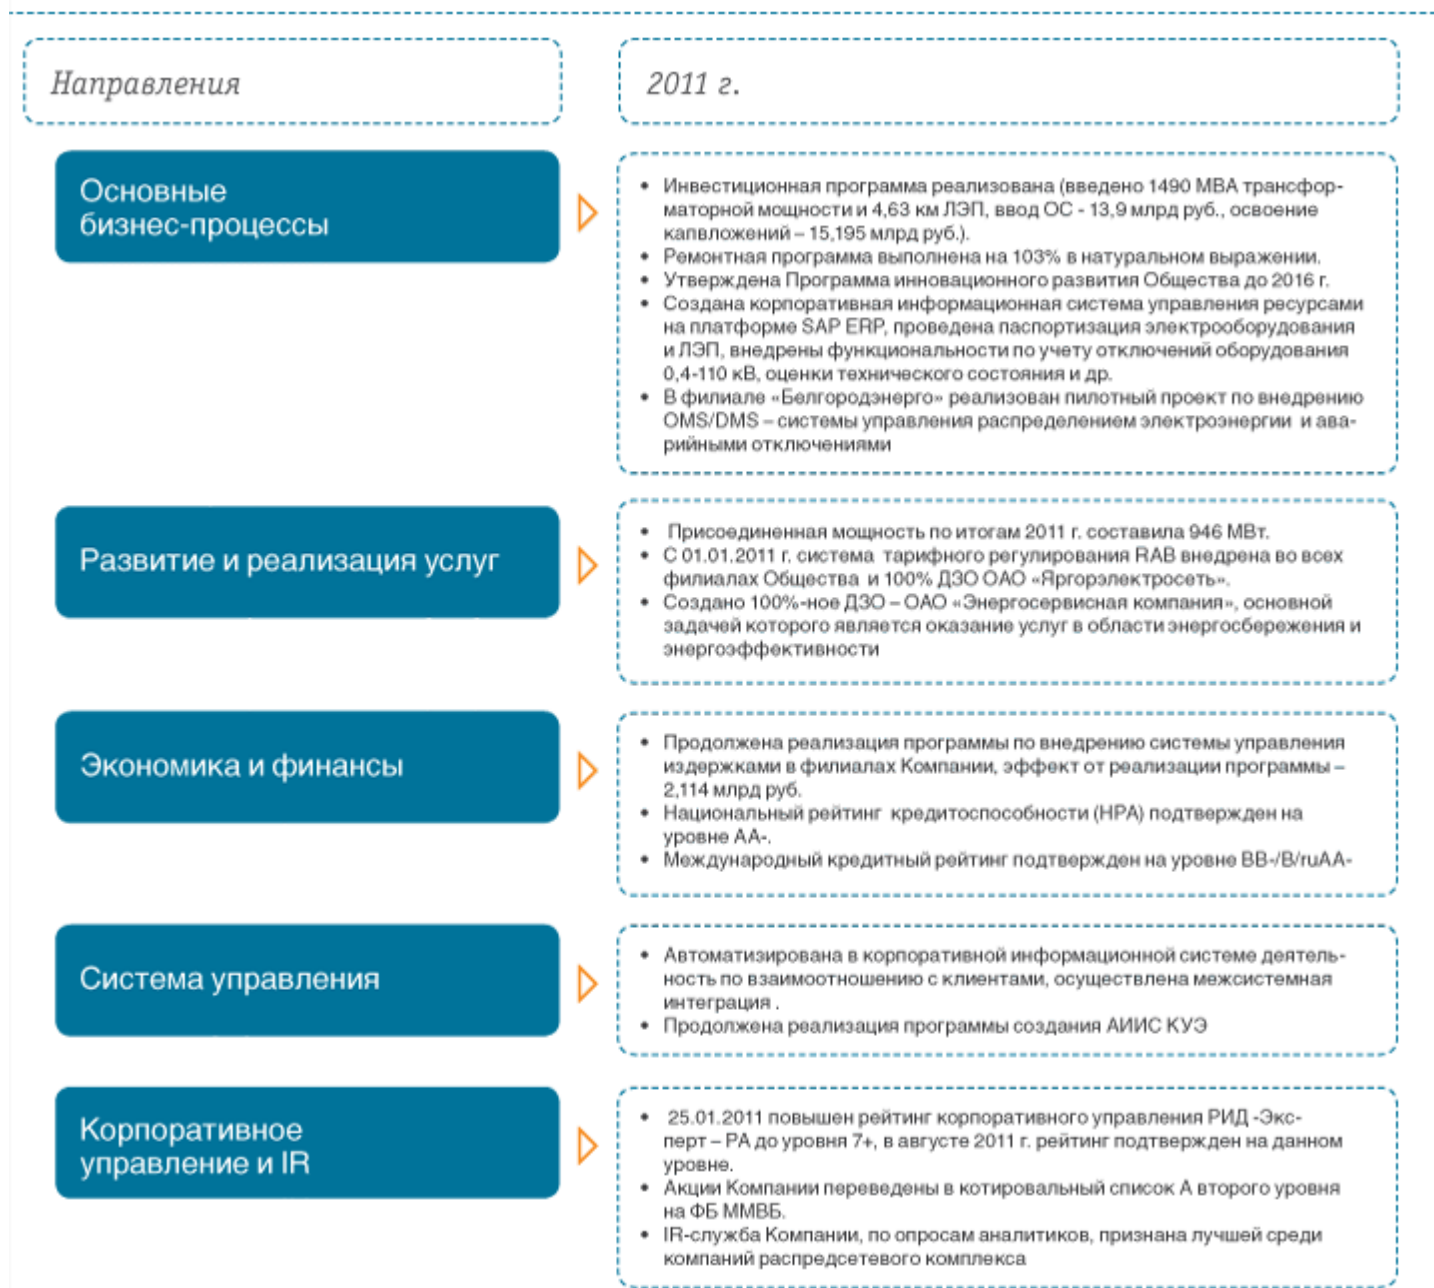 Направления
2011 г.
Основные
бизнес-процессы
• Инвестиционная программа реализована (введено 1490 МВА трансфор-
маторной мощности и 4,63 км ЛЭП, ввод ОС - 13,9 млрд руб., освоение
капвложений – 15,195 млрд руб.).
• Ремонтная программа выполнена на 103% в натуральном выражении.
• Утверждена Программа инновационного развития Общества до 2016 г.
• Создана корпоративная информационная система управления ресурсами
на платформе SAP ERP, проведена паспортизация электрооборудования
и ЛЭП, внедрены функциональности по учету отключений оборудования
0,4-110 кВ, оценки технического состояния и др.
• В филиале «Белгородэнерго» реализован пилотный проект по внедрению
OMS/DMS – системы управления распределением электроэнергии и ава-
рийными отключениями
Развитие и реализация услуг
• Присоединенная мощность по итогам 2011 г. составила 946 МВт.
• С 01.01.2011 г. система тарифного регулирования RAB внедрена во всех
филиалах Общества и 100% ДЗО ОАО «Яргорэлектросеть».
• Создано 100%-ное ДЗО – ОАО «Энергосервисная компания», основной
задачей которого является оказание услуг в области энергосбережения и
энергоэффективности
Экономика и финансы
• Продолжена реализация программы по внедрению системы управления
издержками в филиалах Компании, эффект от реализации программы –
2,114 млрд руб.
• Национальный рейтинг кредитоспособности (НРА) подтвержден на
уровне АА-.
• Международный кредитный рейтинг подтвержден на уровне BB-/B/ruAA-
Система управления
• Автоматизирована в корпоративной информационной системе деятель-
ность по взаимоотношению с клиентами, осуществлена межсистемная
интеграция .
• Продолжена реализация программы создания АИИС КУЭ
Корпоративное
управление и IR
• 25.01.2011 повышен рейтинг корпоративного управления РИД -Экс-
перт – РА до уровня 7+, в августе 2011 г. рейтинг подтвержден на данном
уровне.
• Акции Компании переведены в котировальный список А второго уровня
на ФБ ММВБ.
• IR-служба Компании, по опросам аналитиков, признана лучшей среди
компаний распредсетевого комплекса